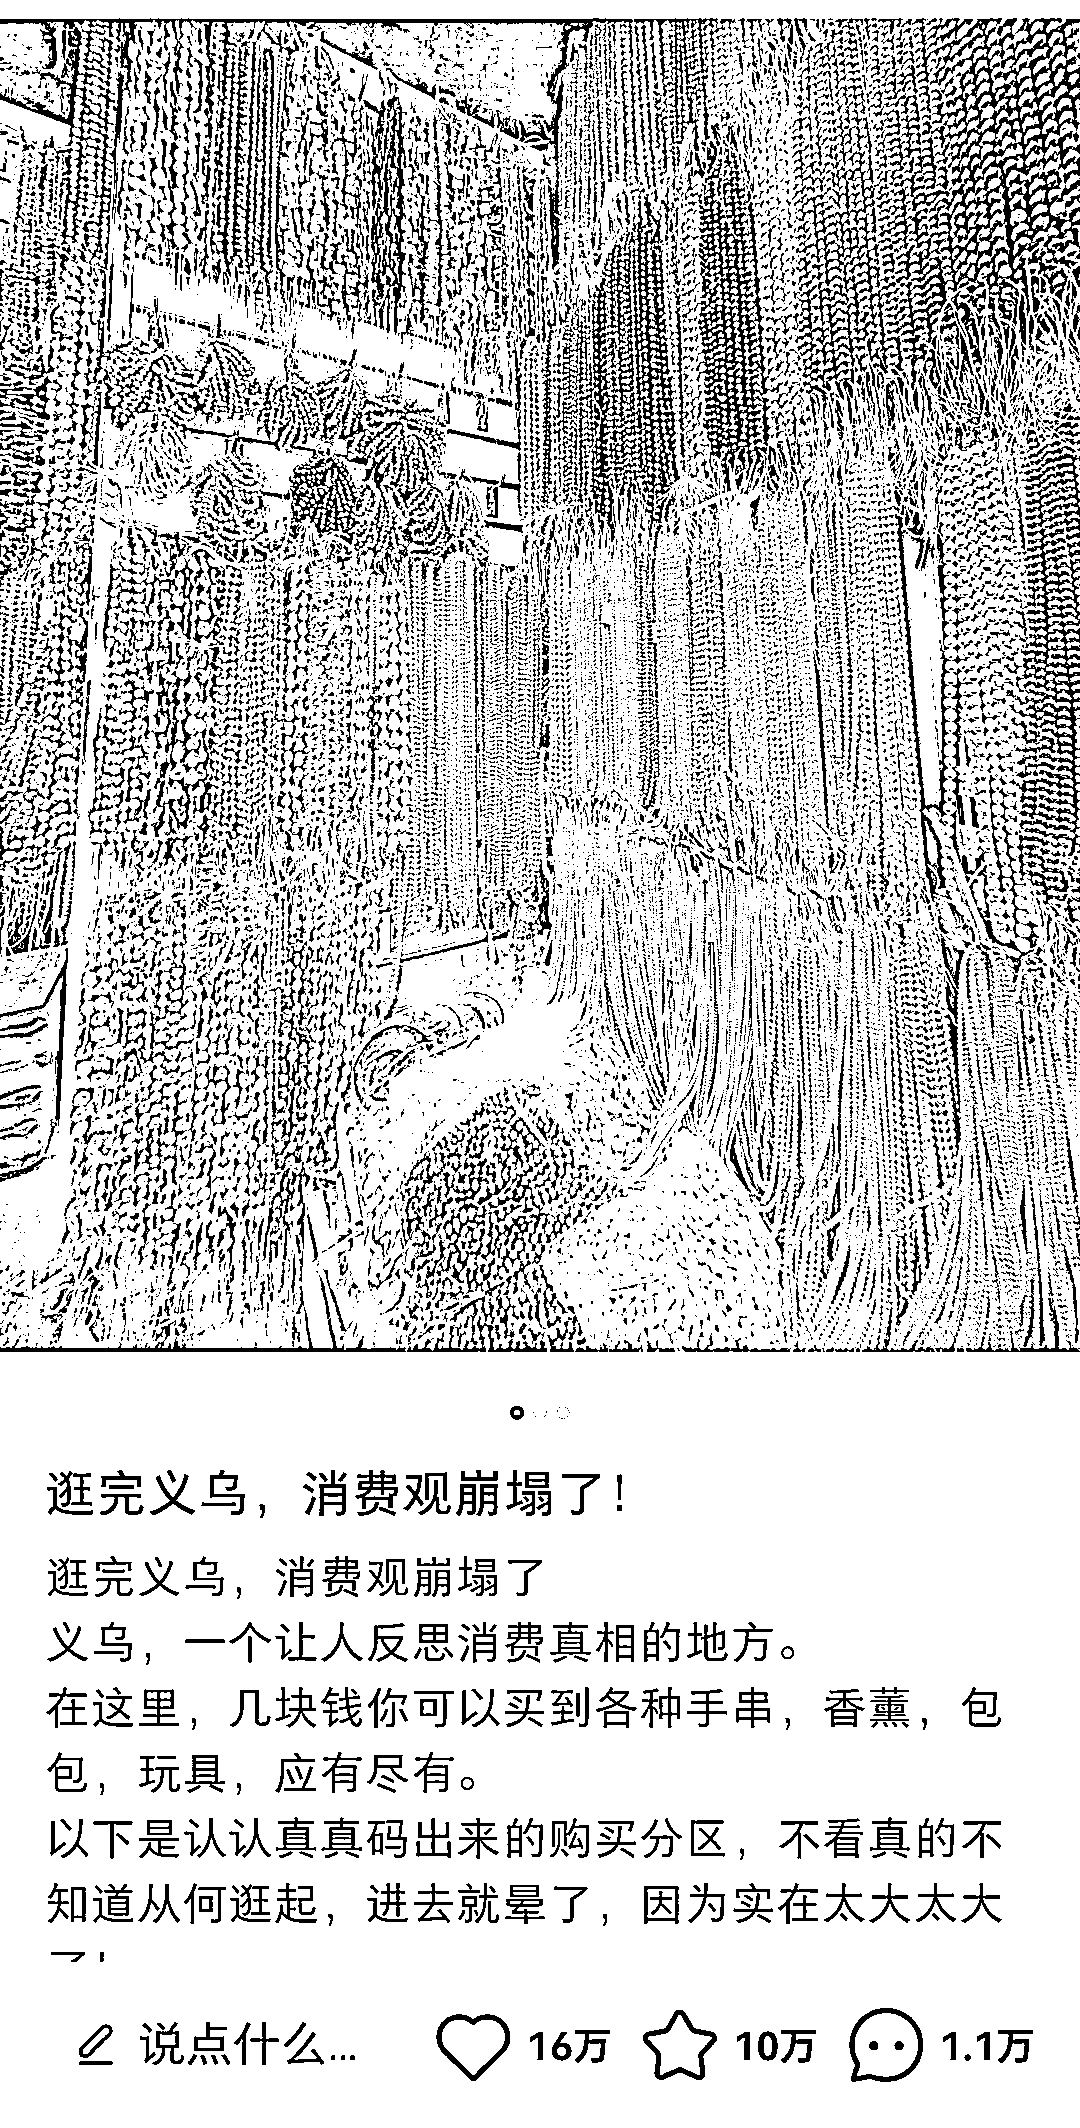 逛完义乌，消费观崩塌了！
逛完义乌，消费观崩塌了
义乌，一个让人反思消费真相的地方。
在这里，几块钱你可以买到各种手串，香薰，包
包，玩具，应有尽有。
以下是认认真真码出来的购买分区，不看真的不
知道从何逛起，进去就晕了，因为实在太大太大
说点什么... 16万 10万 1.1万